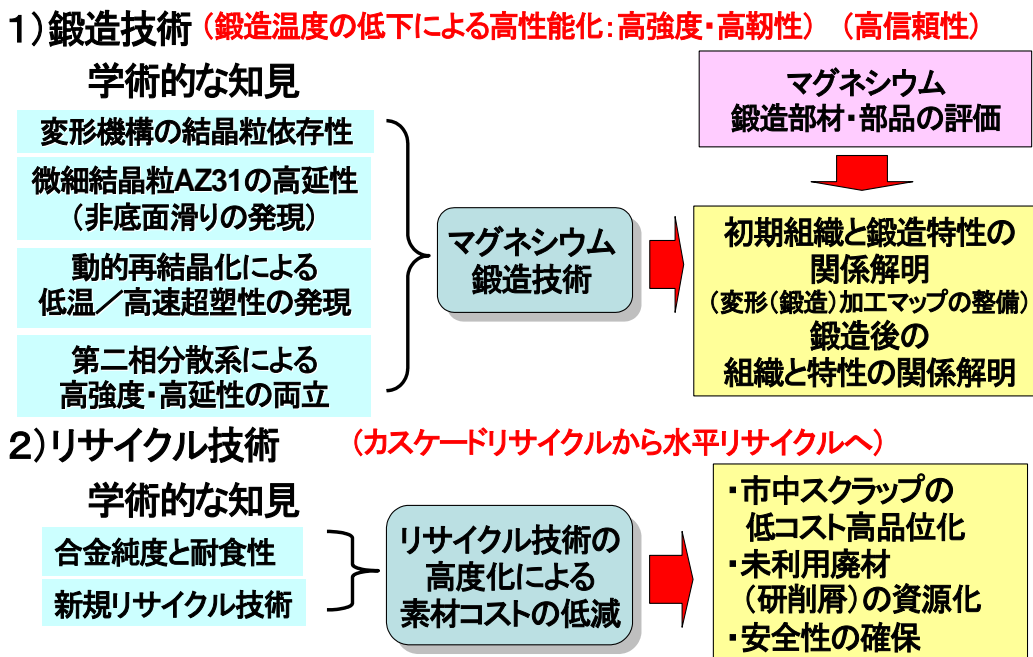 1)鍛造技術 (鍛造温度の低下による高性能化:高強度・高靭性) (高信頼性)
学術的な知見
変形機構の結晶粒依存性
微細結晶粒AZ31の高延性
(非底面滑りの発現)
動的再結晶化による
低温/高速超塑性の発現
第二相分散系による
高強度・高延性の両立
マグネシウム
鍛造技術
マグネシウム
鍛造部材・部品の評価
初期組織と鍛造特性の
関係解明
(変形(鍛造)加工マップの整備)
鍛造後の
組織と特性の関係解明
2)リサイクル技術 (カスケードリサイクルから水平リサイクルへ)
学術的な知見
合金純度と耐食性
新規リサイクル技術
リサイクル技術の
高度化による
素材コストの低減
・市中スクラップの
低コスト高品位化
・未利用廃材
(研削屑)の資源化
・安全性の確保